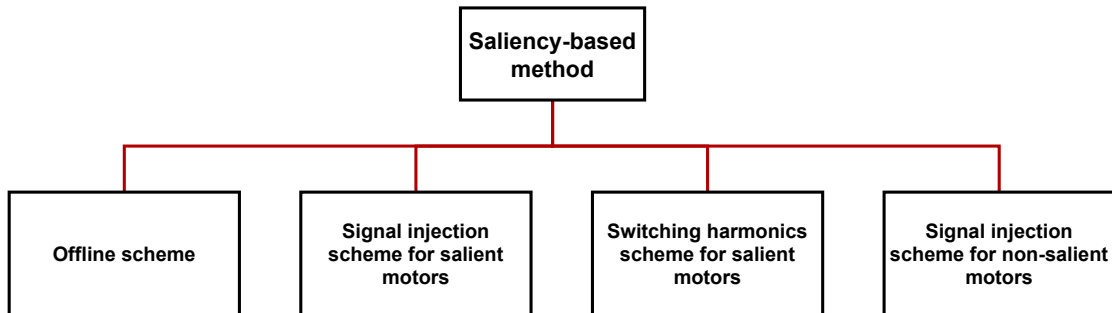 Saliency-based
method
Offline scheme
Signal injection
scheme for salient
motors
Switching harmonics
scheme for salient
motors
Signal injection
scheme for non-salient
motors